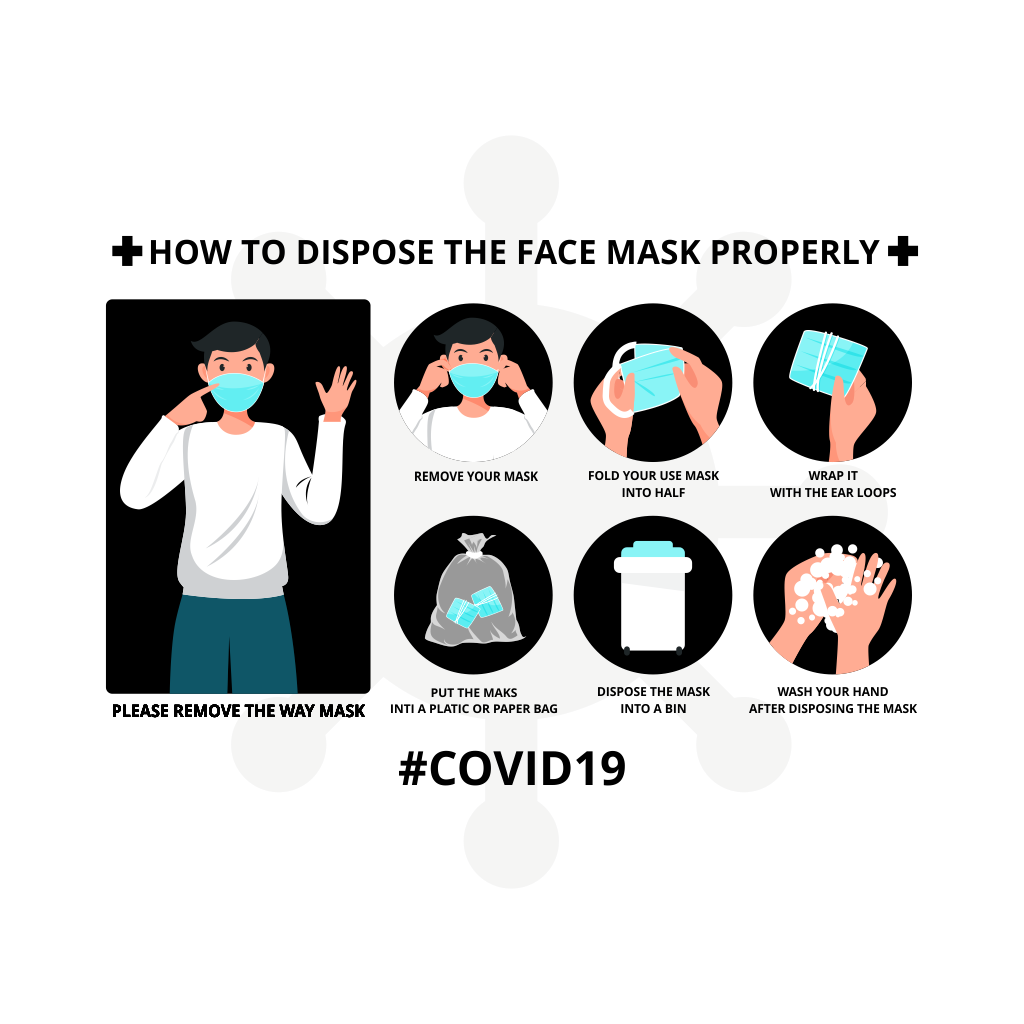 HOW TO DISPOSE THE FACE MASK PROPERLY
PLEASE REMOVE THE WAY MASK
REMOVE YOUR MASK
FOLD YOUR USE MASK
INTO HALF
WRAP IT
WITH THE EAR LOOPS
PUT THE MAKS
INTI A PLATIC OR PAPER BAG
DISPOSE THE MASK
INTO A BIN
WASH YOUR HAND
AFTER DISPOSING THE MASK
#COVID19